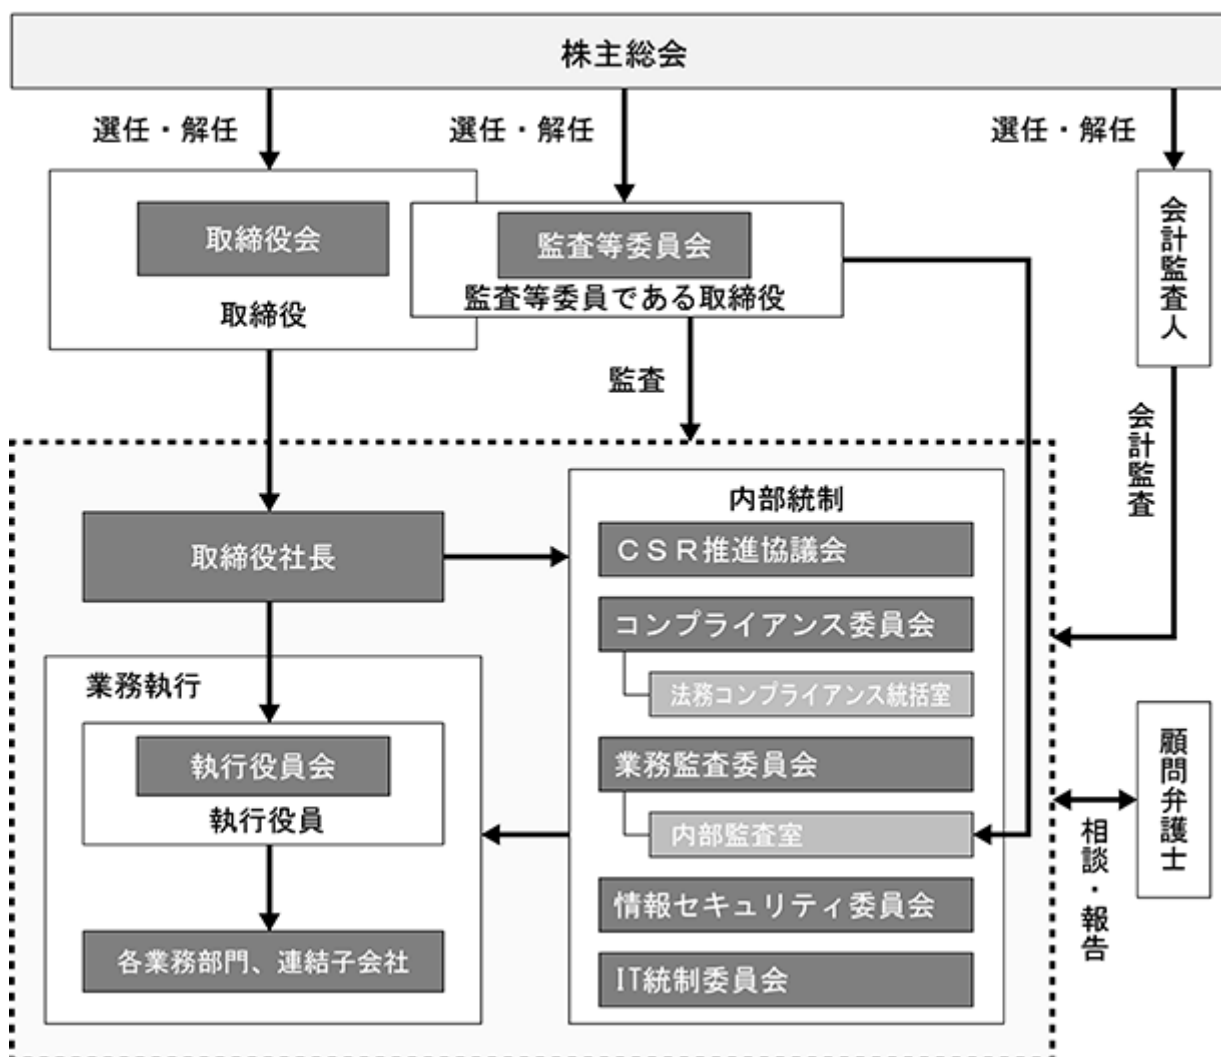 株主総会
選任・解任
選任・解任
選任・解任
取締役会
取締役
監査等委員会
監査等委員である取締役
会計監査人
監査
会計監査
取締役社長
内部統制
ＣＳＲ推進協議会
コンプライアンス委員会
法務コンプライアンス統括室
業務監査委員会
内部監査室
情報セキュリティ委員会
IT統制委員会
業務執行
執行役員会
執行役員
各業務部門、連結子会社
顧問弁護士
相談・報告